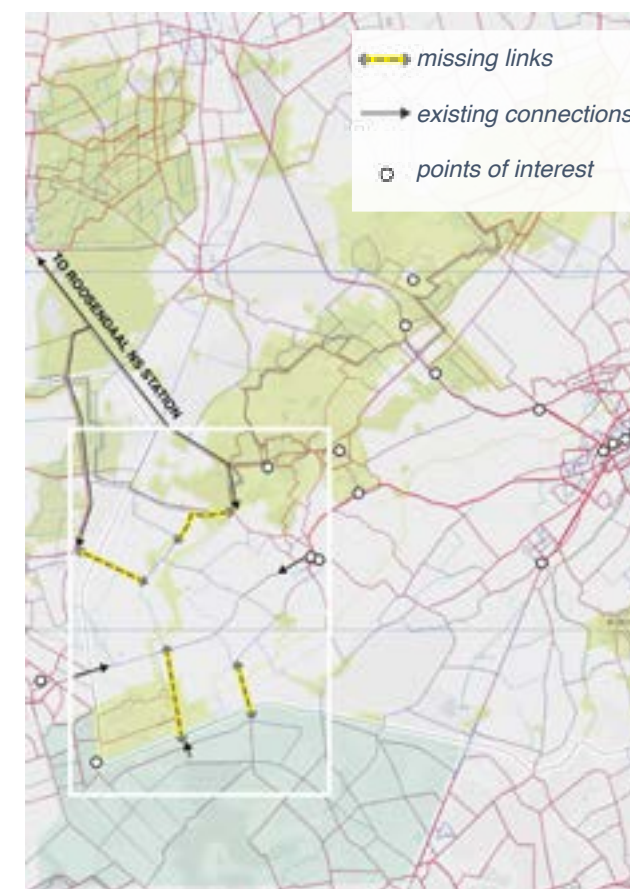 missing links
existing connections
points of interest
TO ROOSENDAAL NS STATION